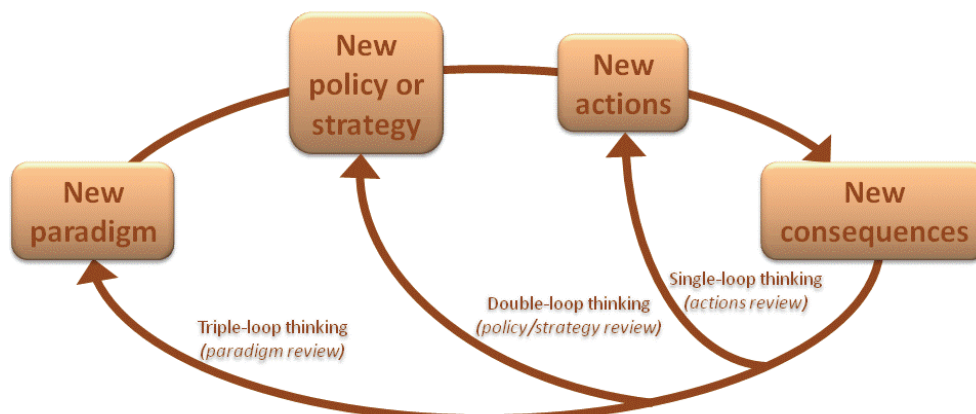 New
policy or
strategy
New
actions
New
paradigm
New
consequences
Single-loop thinking
(actions review)
Double-loop thinking
(policy/strategy review)
Triple-loop thinking
(paradigm review)